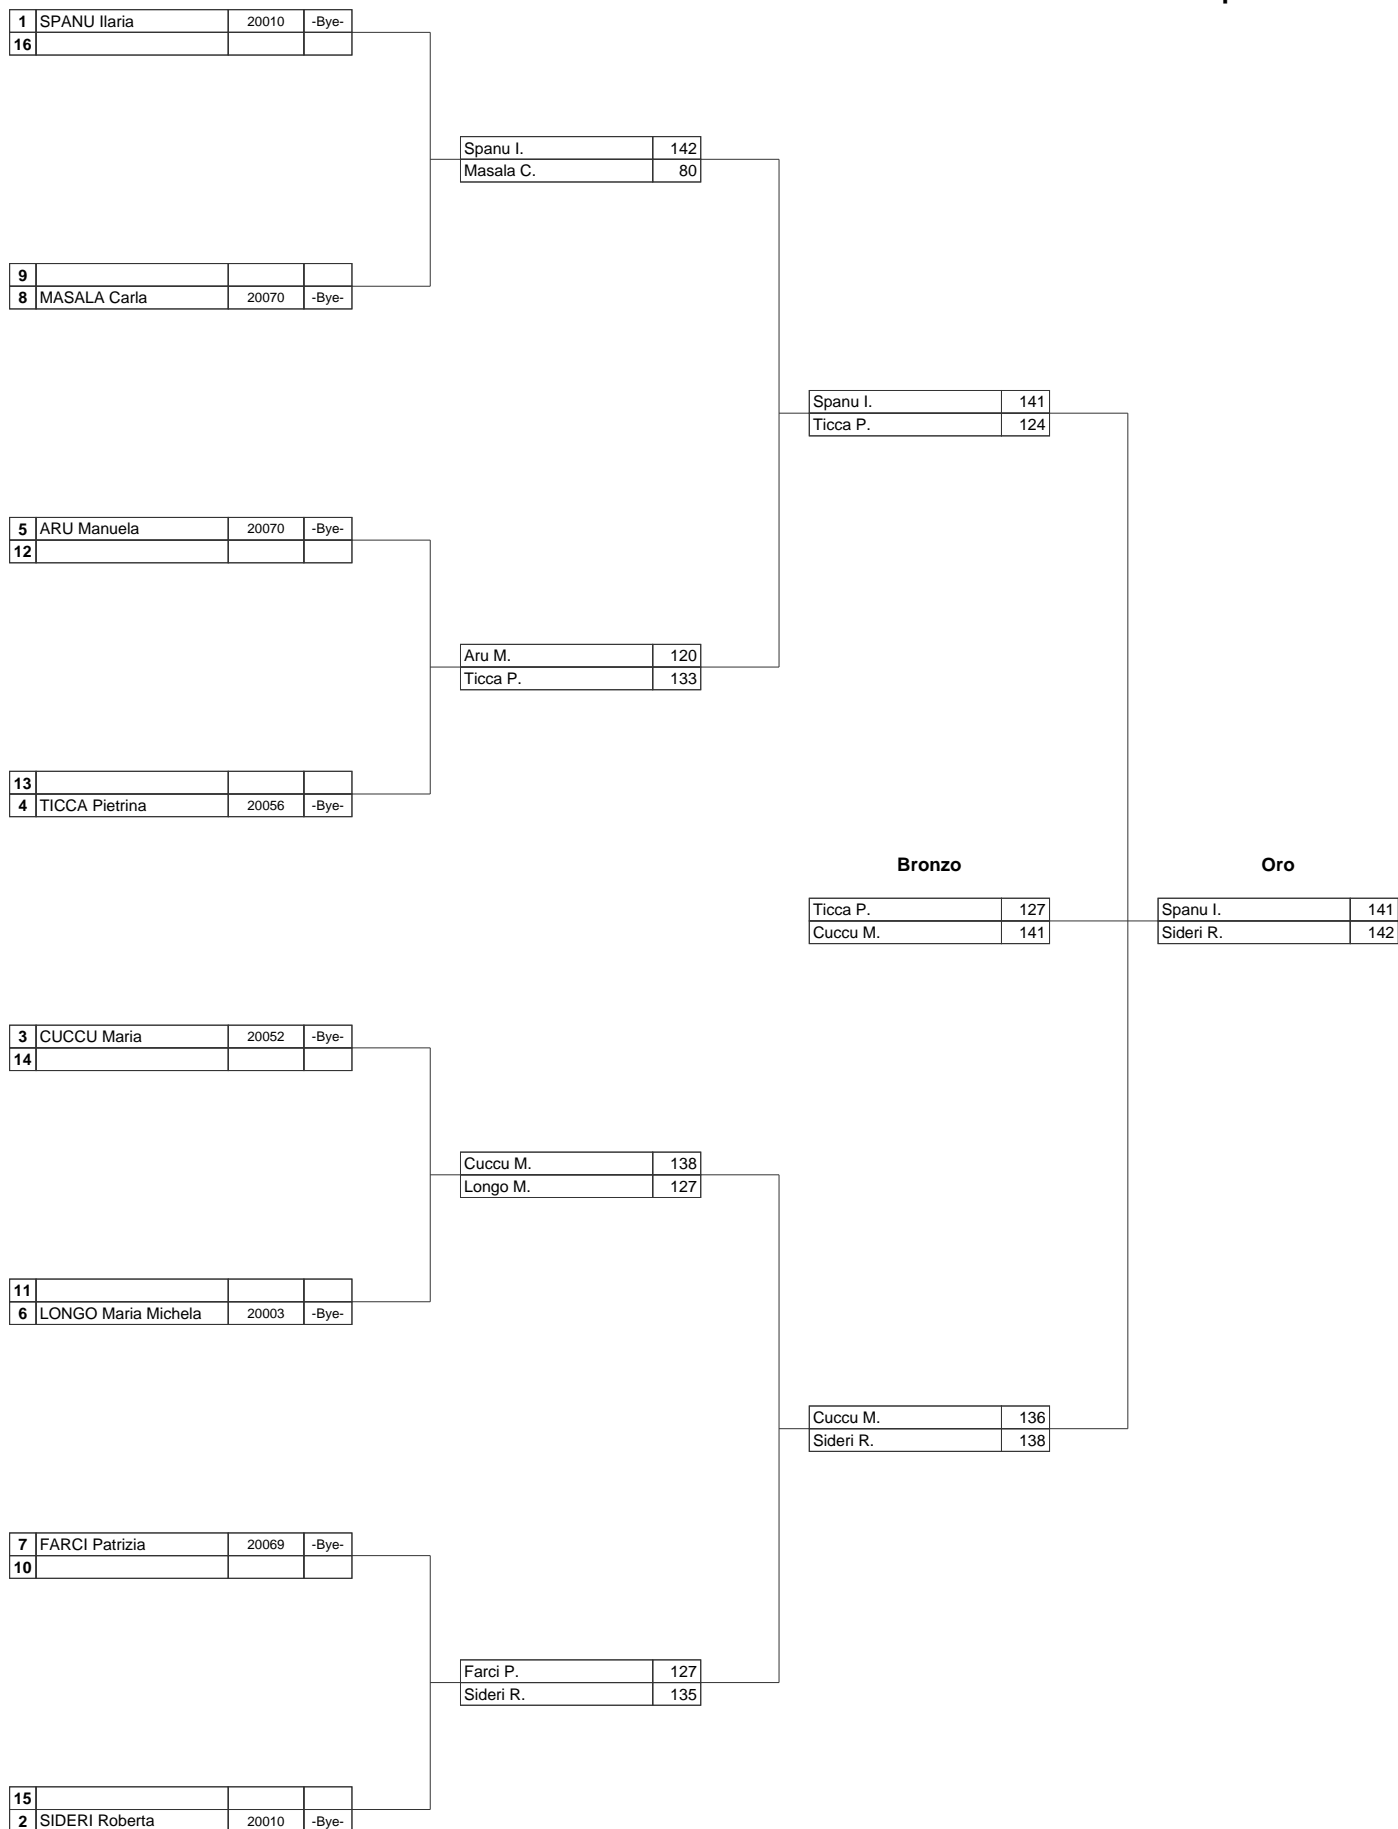 1 SPANU Ilaria 20010 -Bye-
16
Spanu I. 142
Masala C. 80
9
8 MASALA Carla 20070 -Bye-
Spanu I. 141
Ticca P. 124
5 ARU Manuela 20070 -Bye-
12
Aru M. 120
Ticca P. 133
13
4 TICCA Pietrina 20056 -Bye-
Bronzo Oro
Ticca P. 127 Spanu I. 141
Cuccu M. 141 Sideri R. 142
3 CUCCU Maria 20052 -Bye-
14
Cuccu M. 138
Longo M. 127
11
6 LONGO Maria Michela 20003 -Bye-
Cuccu M. 136
Sideri R. 138
7 FARCI Patrizia 20069 -Bye-
10
Farci P. 127
Sideri R. 135
15
2 SIDERI Roberta 20010 -Bye-